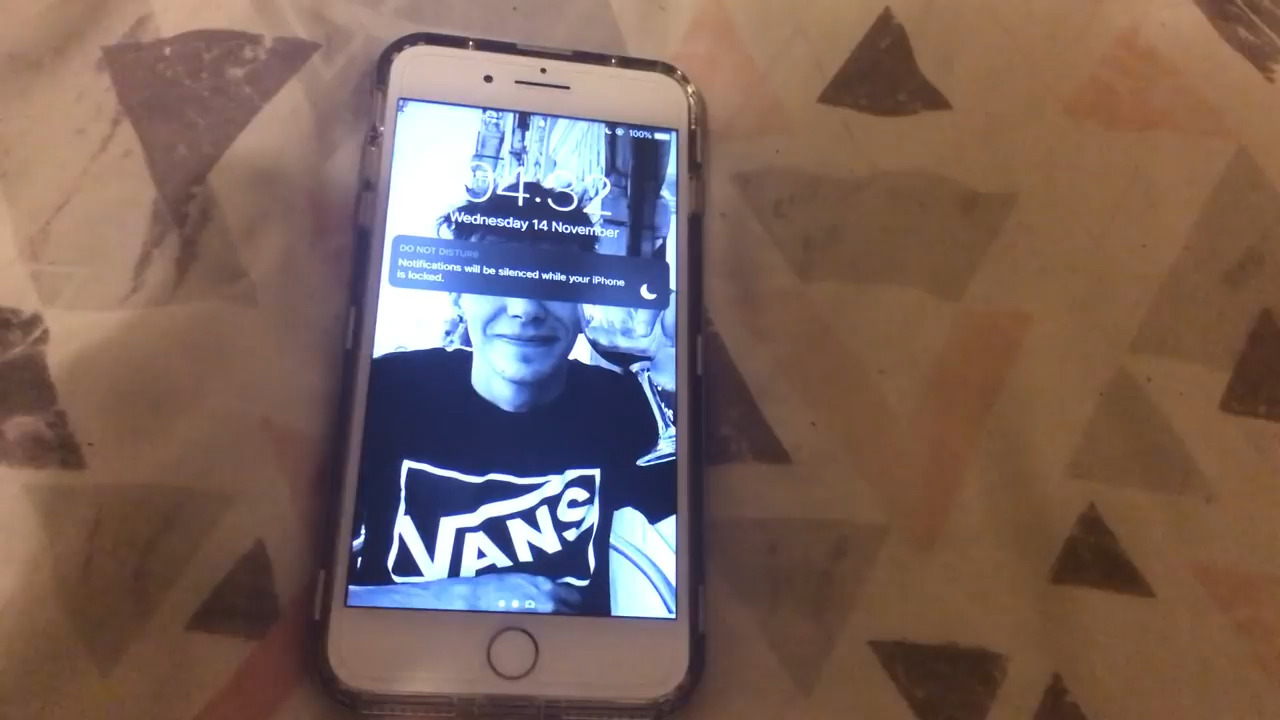 100%
04:32
Wednesday 14 November
DO NOT DISTURB
Notifications will be silenced while your iPhone
is locked.
VANS